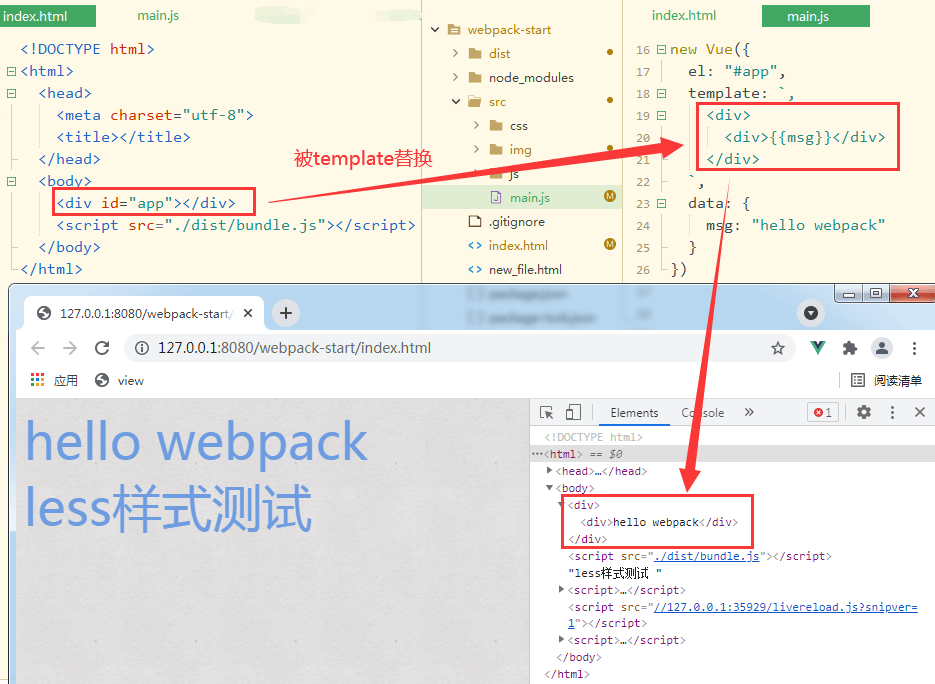 index.html
main.js
<!DOCTYPE html>
<html>
<head>
<meta charset="utf-8">
<title></title>
</head>
<body>
<div id="app"></div>
<script src="./dist/bundle.js"></script>
</body>
</html>
被template替换
webpack-start
dist
node_modules
src
css
img
js
main.js
M
.gitignore
index.html
M
new_file.html
package.json
index.html
main.js
16 new Vue({
17 el: "#app",
18 template: `,
19 <div>
20 <div>{{msg}}</div>
21 </div>
22 `,
23 data: {
24 msg: "hello webpack"
25 }
26 })
127.0.0.1:8080/webpack-start/
127.0.0.1:8080/webpack-start/index.html
应用
view
阅读清单
hello webpack
less样式测试
Elements
Console
1
<!DOCTYPE html>
<html> == $0
<head>…</head>
<body>
<div>
<div>hello webpack</div>
</div>
<script src="./dist/bundle.js"></script>
"less样式测试 "
<script>…</script>
<script src="//127.0.0.1:35929/livereload.js?snipver=
1"></script>
<script>…</script>
</body>
</html>